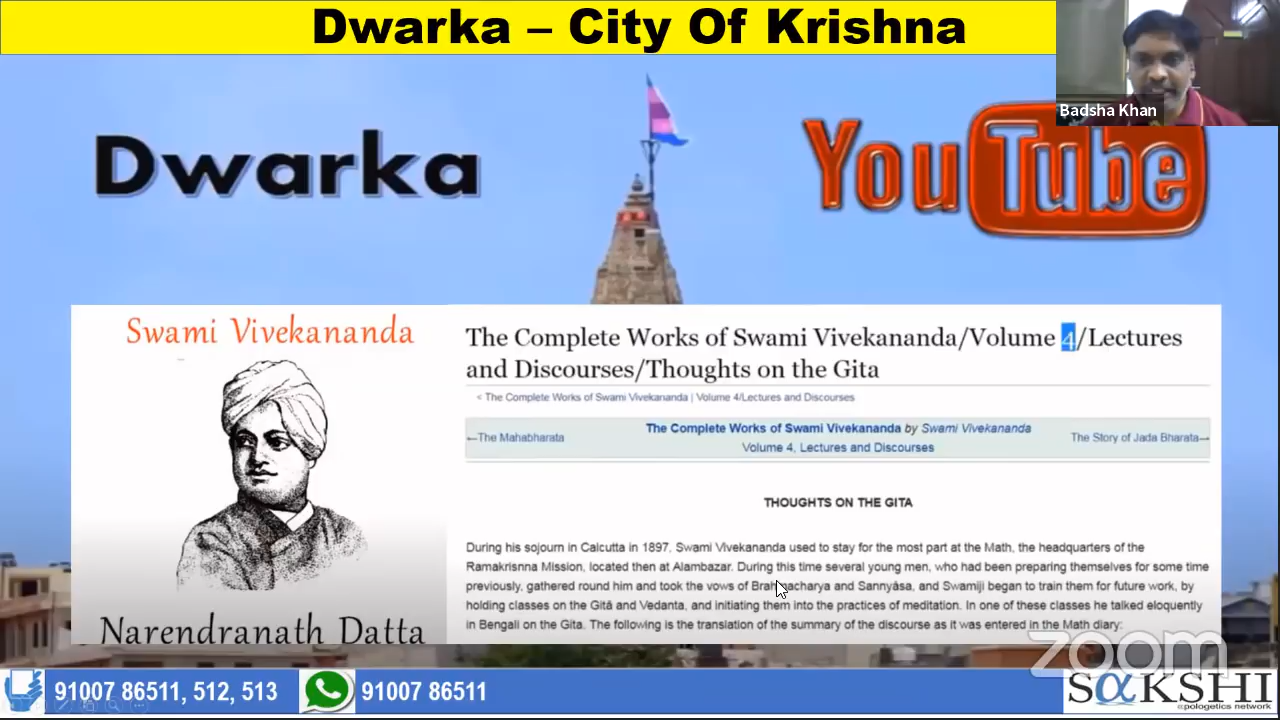 Dwarka – City Of Krishna
Badsha Khan
Dwarka
YouTube
Swami Vivekananda
Narendranath Datta
The Complete Works of Swami Vivekananda/Volume 4/Lectures
and Discourses/Thoughts on the Gita
< The Complete Works of Swami Vivekananda | Volume 4/Lectures and Discourses
←The Mahabharata
The Complete Works of Swami Vivekananda by Swami Vivekananda
Volume 4, Lectures and Discourses
The Story of Jada Bharata→
THOUGHTS ON THE GITA
During his sojourn in Calcutta in 1897, Swami Vivekananda used to stay for the most part at the Math, the headquarters of the
Ramakrisnna Mission, located then at Alambazar. During this time several young men, who had been preparing themselves for some time
previously, gathered round him and took the vows of Brahmacharya and Sannyâsa, and Swamiji began to train them for future work, by
holding classes on the Gitâ and Vedanta, and initiating them into the practices of meditation. In one of these classes he talked eloquently
in Bengali on the Gita. The following is the translation of the summary of the discourse as it was entered in the Math diary:
zoom
91007 86511, 512, 513
91007 86511
SαKSHI
apologetics network